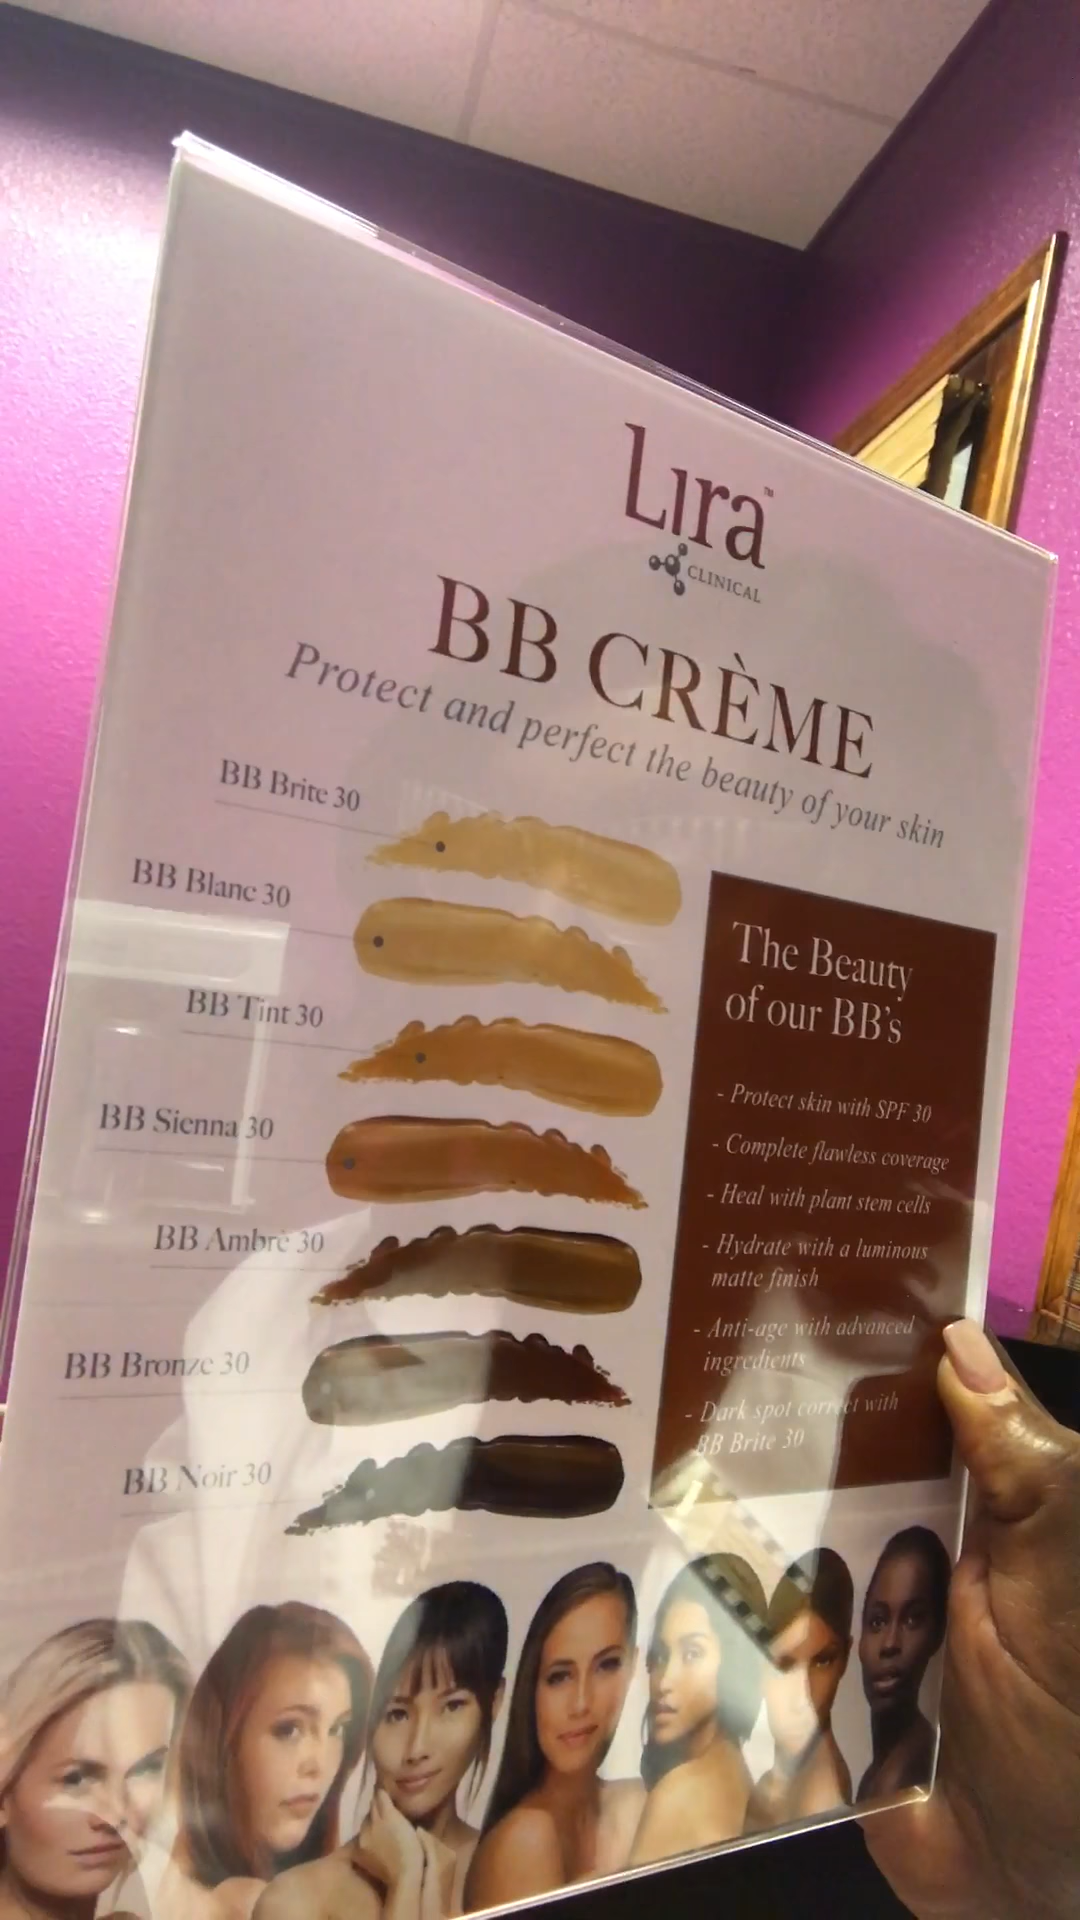 Lira™
CLINICAL
BB CRÈME
Protect and perfect the beauty of your skin
BB Brite 30
BB Blanc 30
BB Tint 30
BB Sienna 30
BB Ambré 30
BB Bronze 30
BB Noir 30
The Beauty
of our BB's
- Protect skin with SPF 30
- Complete flawless coverage
- Heal with plant stem cells
- Hydrate with a luminous
matte finish
- Anti-age with advanced
ingredients
- Dark spot correct with
BB Brite 30